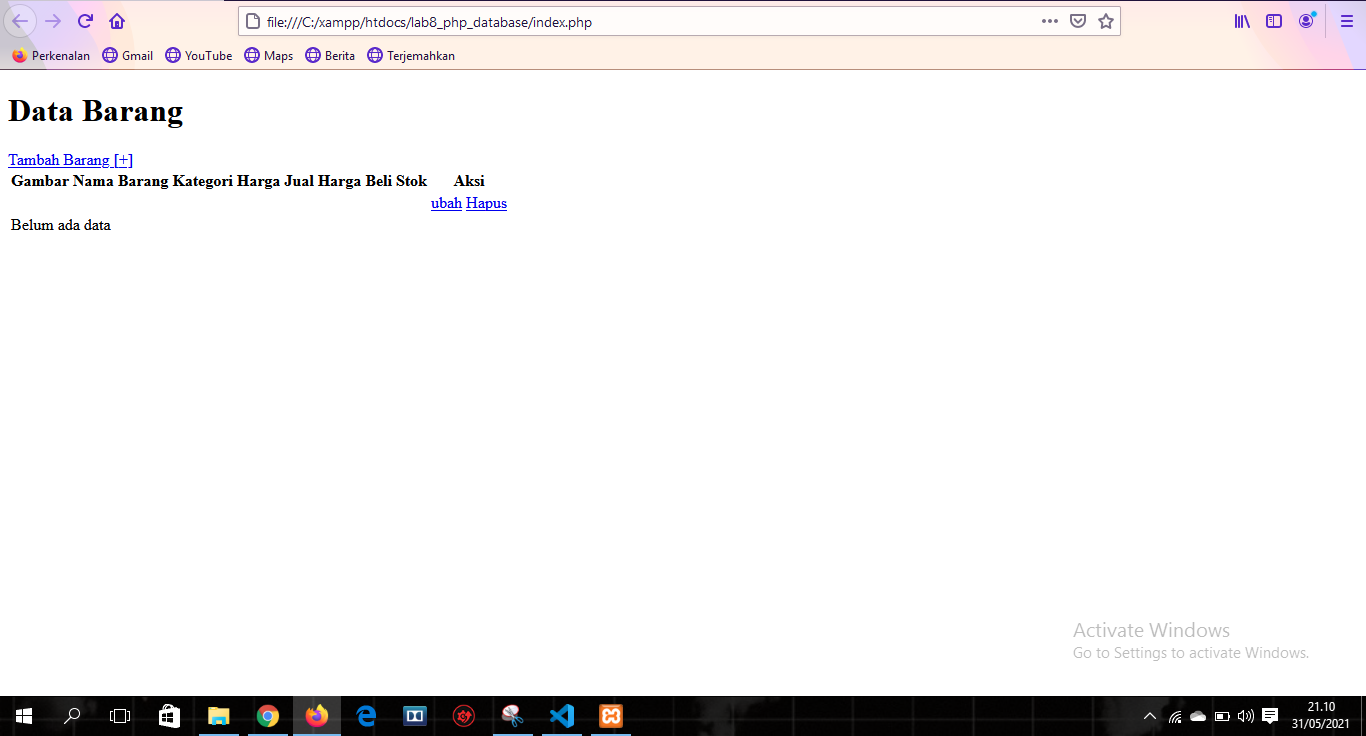 file:///C:/xampp/htdocs/lab8_php_database/index.php
Perkenalan Gmail YouTube Maps Berita Terjemahkan
Data Barang
Tambah Barang [+]
Gambar Nama Barang Kategori Harga Jual Harga Beli Stok Aksi
ubah Hapus
Belum ada data
Activate Windows
Go to Settings to activate Windows.
21.10
31/05/2021